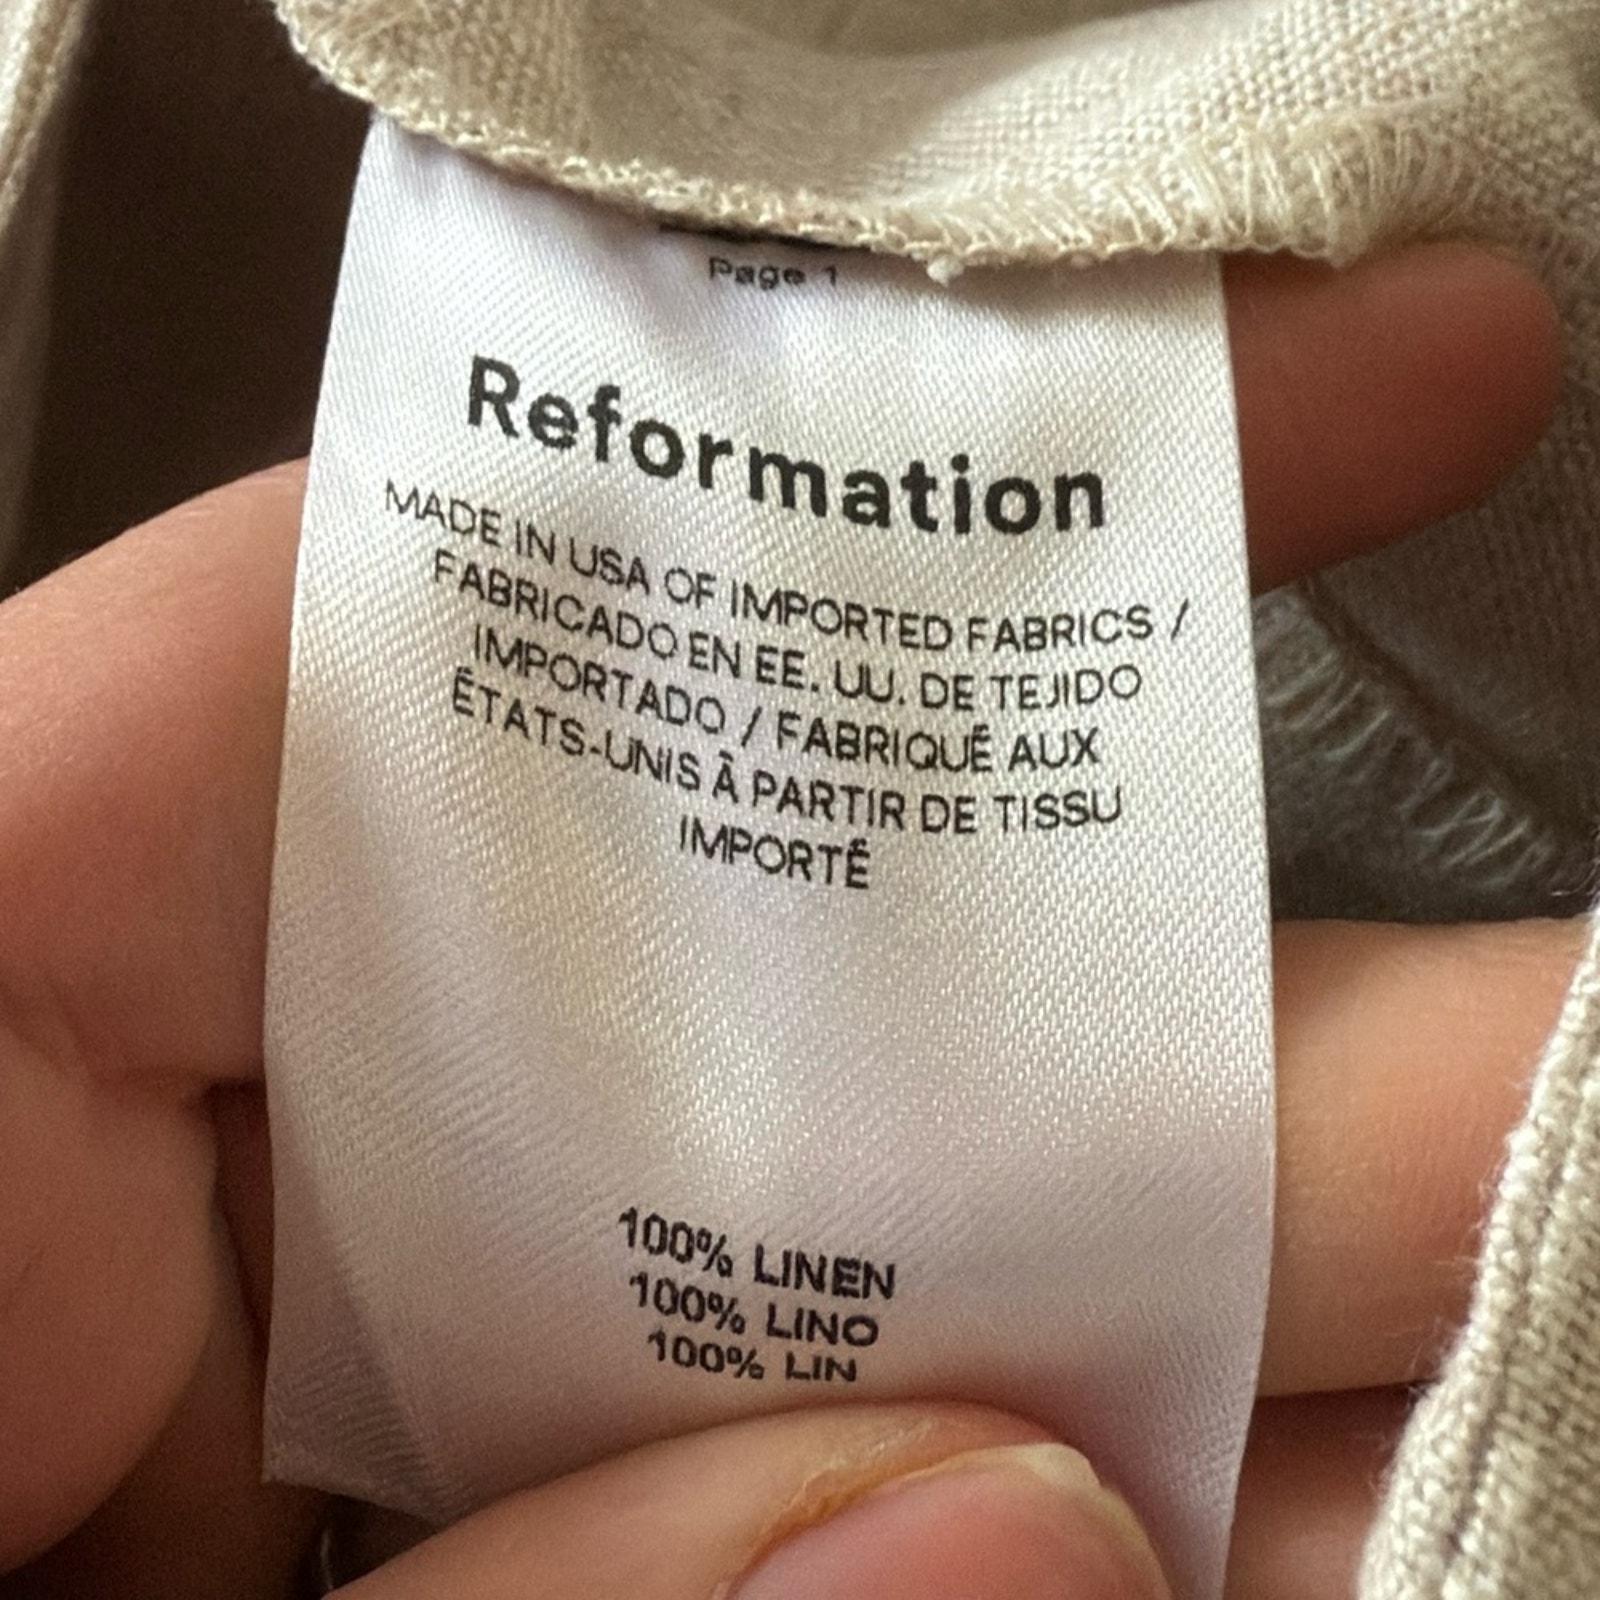 Page 1
Reformation
MADE IN USA OF IMPORTED FABRICS /
FABRICADO EN EE. UU. DE TEJIDO
IMPORTADO / FABRIQUÉ AUX
ÉTATS-UNIS À PARTIR DE TISSU
IMPORTÉ
100% LINEN
100% LINO
100% LIN